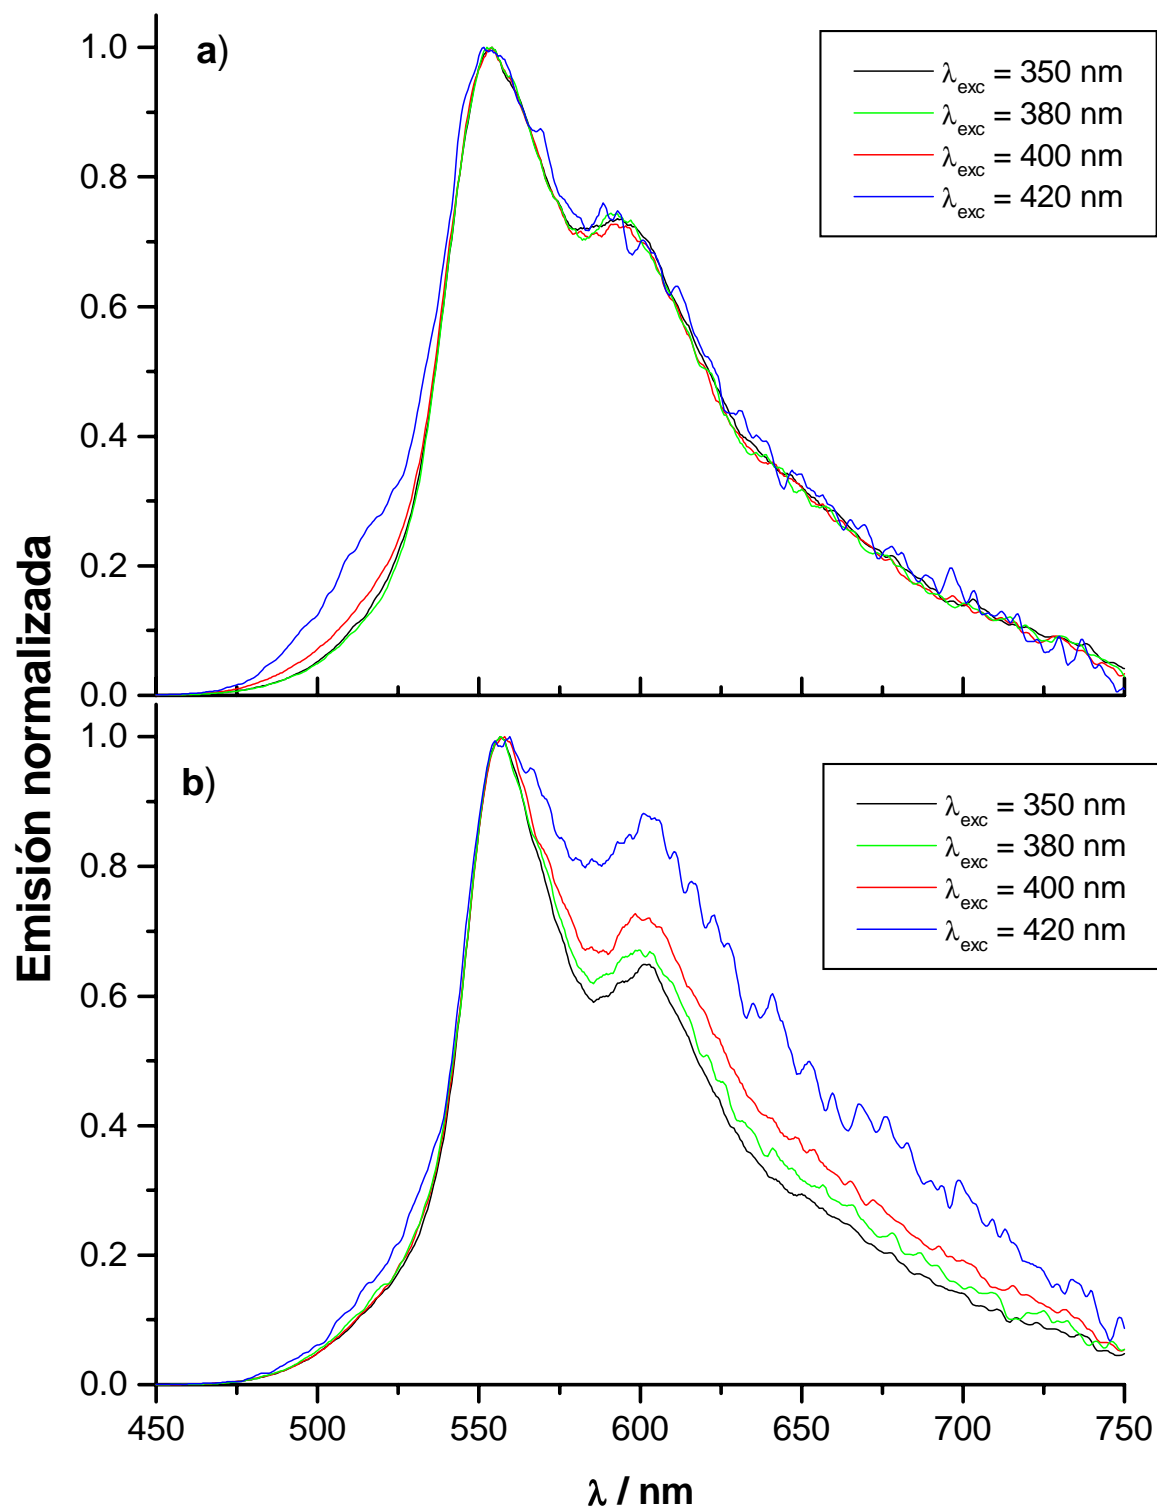 a)
λexc = 350 nm
λexc = 380 nm
λexc = 400 nm
λexc = 420 nm
1.0
0.8
0.6
0.4
0.2
0.0
Emisión normalizada
b)
λexc = 350 nm
λexc = 380 nm
λexc = 400 nm
λexc = 420 nm
1.0
0.8
0.6
0.4
0.2
0.0
450 500 550 600 650 700 750
λ / nm